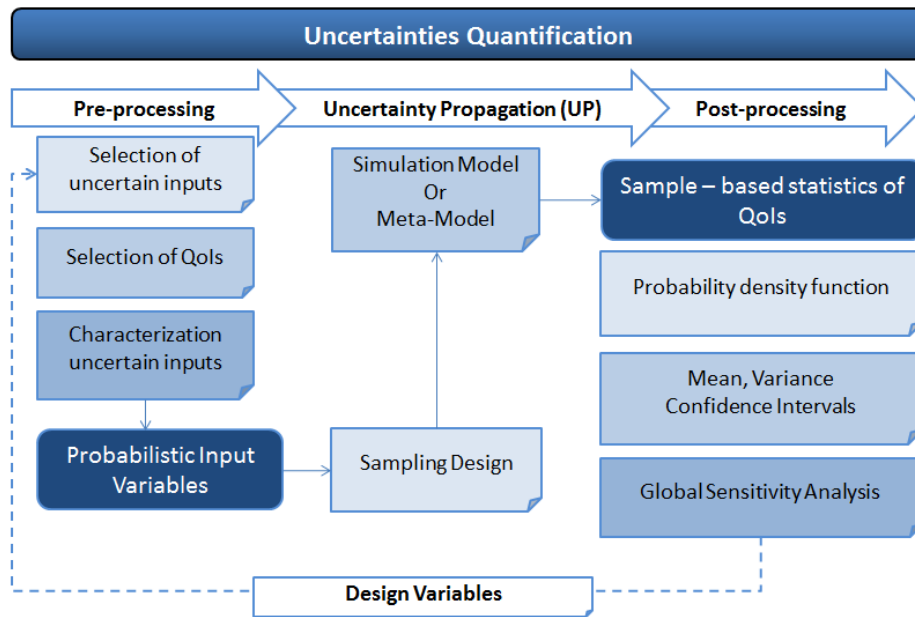 Uncertainties Quantification
Pre-processing
Uncertainty Propagation (UP)
Post-processing
Selection of
uncertain inputs
Selection of QoIs
Characterization
uncertain inputs
Probabilistic Input
Variables
Simulation Model
Or
Meta-Model
Sampling Design
Sample – based statistics of
QoIs
Probability density function
Mean, Variance
Confidence Intervals
Global Sensitivity Analysis
Design Variables